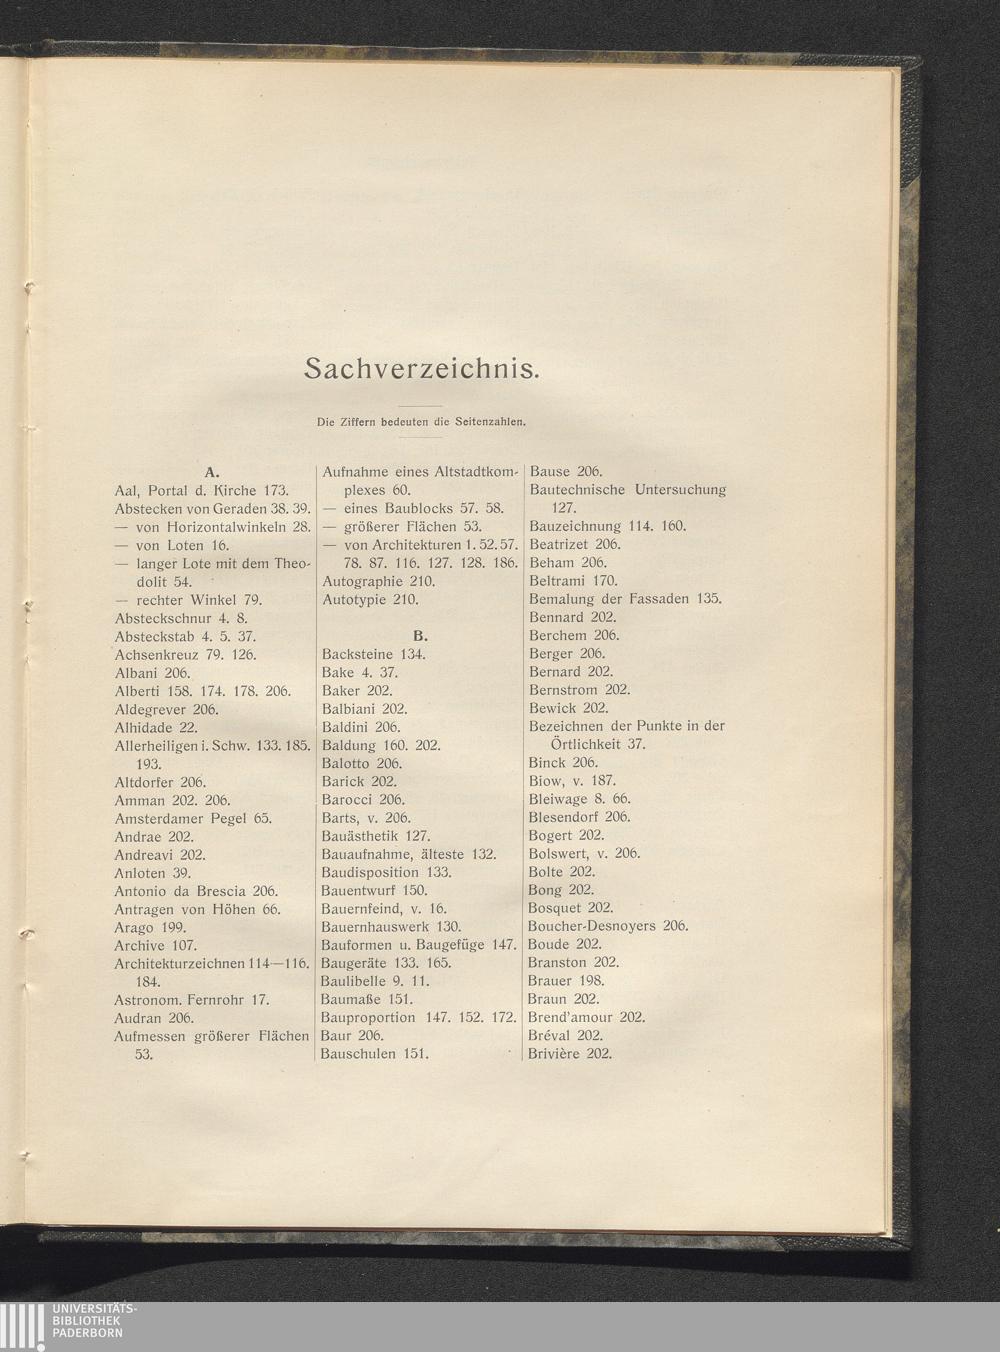 Sachverzeichnis.
Die Ziffern bedeuten die Seitenzahlen.
A.
Aal, Portal d. Kirche 173.
Abstecken von Geraden 38. 39.
— von Horizontalwinkeln 28.
— von Loten 16.
— langer Lote mit dem Theo-
dolit 54.
— rechter Winkel 79.
Absteckschnur 4. 8.
Absteckstab 4. 5. 37.
Achsenkreuz 79. 126.
Albani 206.
Alberti 158. 174. 178. 206.
Aldegrever 206.
Alhidade 22.
Allerheiligen i. Schw. 133. 185.
193.
Altdorfer 206.
Amman 202. 206.
Amsterdamer Pegel 65.
Andrae 202.
Andreavi 202.
Anloten 39.
Antonio da Brescia 206.
Antragen von Höhen 66.
Arago 199.
Archive 107.
Architekturzeichnen 114—116.
184.
Astronom. Fernrohr 17.
Audran 206.
Aufmessen größerer Flächen
53.
Aufnahme eines Altstadtkom-
plexes 60.
— eines Baublocks 57. 58.
— größerer Flächen 53.
— von Architekturen 1. 52. 57.
78. 87. 116. 127. 128. 186.
Autographie 210.
Autotypie 210.
B.
Backsteine 134.
Bake 4. 37.
Baker 202.
Balbiani 202.
Baldini 206.
Baldung 160. 202.
Balotto 206.
Barick 202.
Barocci 206.
Barts, v. 206.
Bauästhetik 127.
Bauaufnahme, älteste 132.
Baudisposition 133.
Bauentwurf 150.
Bauernfeind, v. 16.
Bauernhauswerk 130.
Bauformen u. Baugefüge 147.
Baugeräte 133. 165.
Baulibelle 9. 11.
Baumaße 151.
Bauproportion 147. 152. 172.
Baur 206.
Bauschulen 151.
Bause 206.
Bautechnische Untersuchung
127.
Bauzeichnung 114. 160.
Beatrizet 206.
Beham 206.
Beltrami 170.
Bemalung der Fassaden 135.
Bennard 202.
Berchem 206.
Berger 206.
Bernard 202.
Bernstrom 202.
Bewick 202.
Bezeichnen der Punkte in der
Örtlichkeit 37.
Binck 206.
Biow, v. 187.
Bleiwage 8. 66.
Blesendorf 206.
Bogert 202.
Bolswert, v. 206.
Bolte 202.
Bong 202.
Bosquet 202.
Boucher-Desnoyers 206.
Boude 202.
Branston 202.
Brauer 198.
Braun 202.
Brend'amour 202.
Bréval 202.
Brivière 202.
UNIVERSITÄTS-
BIBLIOTHEK
PADERBORN